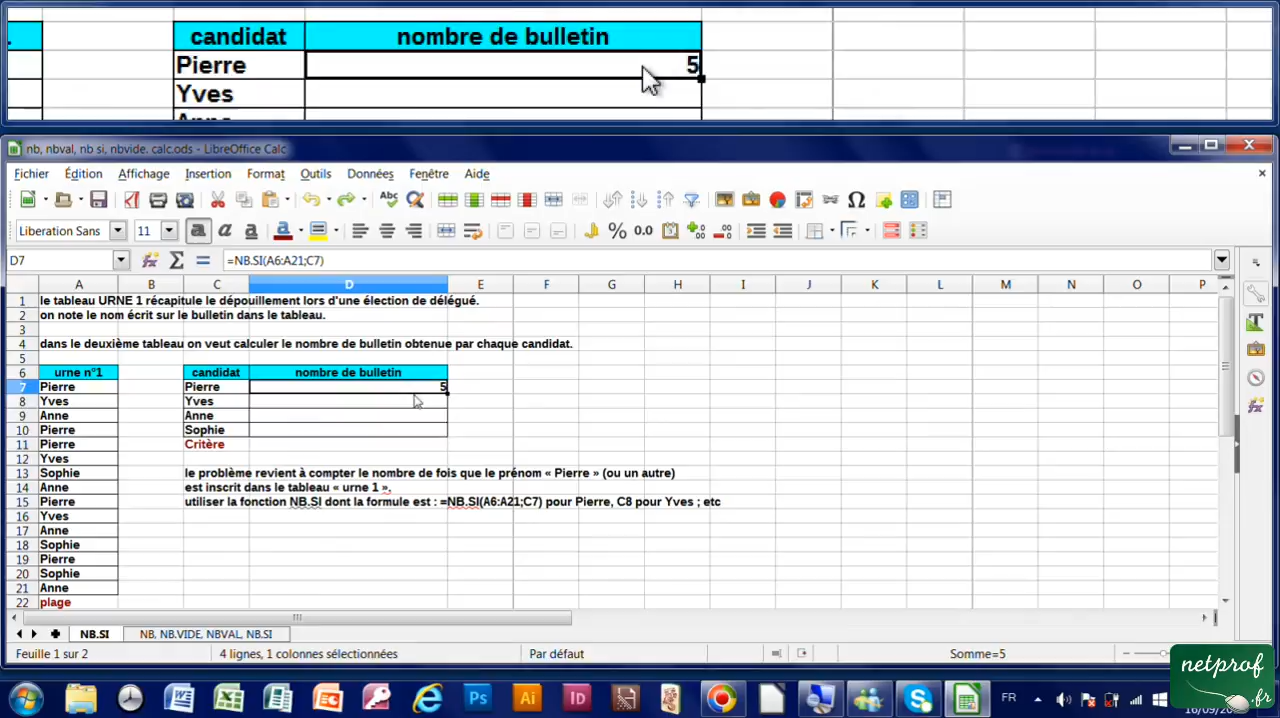 candidat nombre de bulletin
Pierre 5
Yves
nb, nbval, nb si, nbvide. calc.ods - LibreOffice Calc
Fichier Édition Affichage Insertion Format Outils Données Fenêtre Aide
Liberation Sans 11
D7 =NB.SI(A6:A21;C7)
A B C D E F G H I J K L M N O P
1 le tableau URNE 1 récapitule le dépouillement lors d'une élection de délégué.
2 on note le nom écrit sur le bulletin dans le tableau.
3
4 dans le deuxième tableau on veut calculer le nombre de bulletin obtenue par chaque candidat.
5
6 urne n°1 candidat nombre de bulletin
7 Pierre Pierre 5
8 Yves Yves
9 Anne Anne
10 Pierre Sophie
11 Pierre Critère
12 Yves
13 Sophie le problème revient à compter le nombre de fois que le prénom « Pierre » (ou un autre)
14 Anne est inscrit dans le tableau « urne 1 ».
15 Pierre utiliser la fonction NB.SI dont la formule est : =NB.SI(A6:A21;C7) pour Pierre, C8 pour Yves ; etc
16 Yves
17 Anne
18 Sophie
19 Pierre
20 Sophie
21 Anne
22 plage
NB.SI NB, NB.VIDE, NBVAL, NB.SI
Feuille 1 sur 2 4 lignes, 1 colonnes sélectionnées Par défaut Somme=5
netprof
.fr
FR